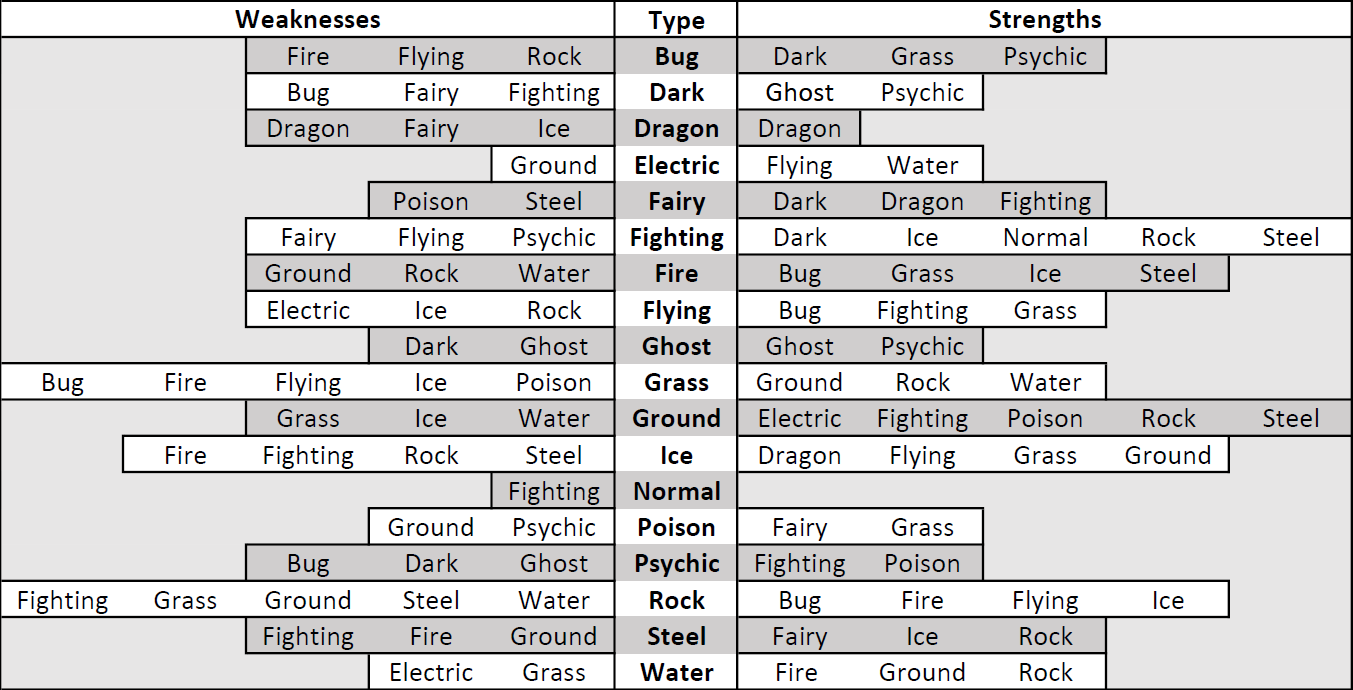 Weaknesses Type Strengths
Fire Flying Rock Bug Dark Grass Psychic
Bug Fairy Fighting Dark Ghost Psychic
Dragon Fairy Ice Dragon Dragon
Ground Electric Flying Water
Poison Steel Fairy Dark Dragon Fighting
Fairy Flying Psychic Fighting Dark Ice Normal Rock Steel
Ground Rock Water Fire Bug Grass Ice Steel
Electric Ice Rock Flying Bug Fighting Grass
Dark Ghost Ghost Ghost Psychic
Bug Fire Flying Ice Poison Grass Ground Rock Water
Grass Ice Water Ground Electric Fighting Poison Rock Steel
Fire Fighting Rock Steel Ice Dragon Flying Grass Ground
Fighting Normal
Ground Psychic Poison Fairy Grass
Bug Dark Ghost Psychic Fighting Poison
Fighting Grass Ground Steel Water Rock Bug Fire Flying Ice
Fighting Fire Ground Steel Fairy Ice Rock
Electric Grass Water Fire Ground Rock